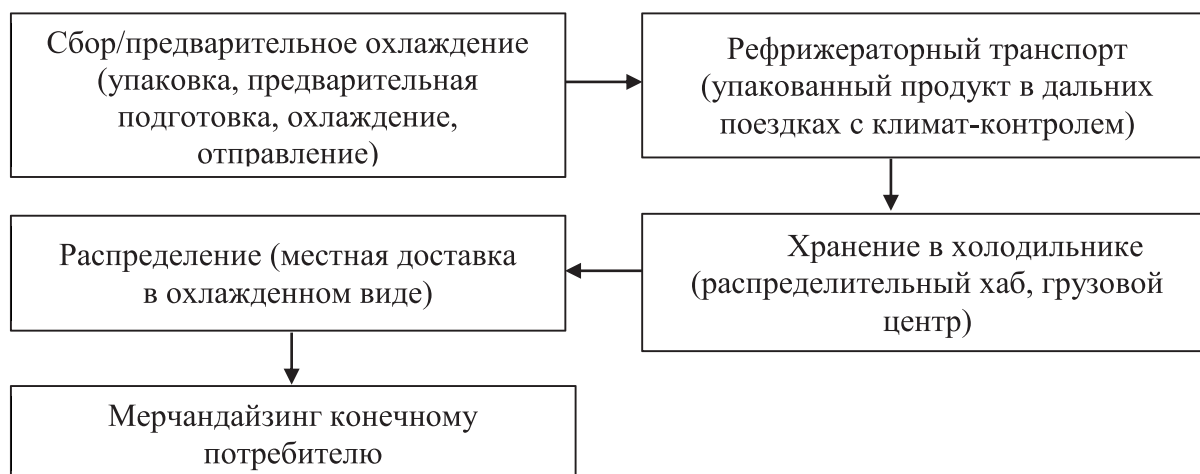 Сбор/предварительное охлаждение
(упаковка, предварительная
подготовка, охлаждение,
отправление)
Рефрижераторный транспорт
(упакованный продукт в дальних
поездках с климат-контролем)
Хранение в холодильнике
(распределительный хаб, грузовой
центр)
Распределение (местная доставка
в охлажденном виде)
Мерчандайзинг конечному
потребителю